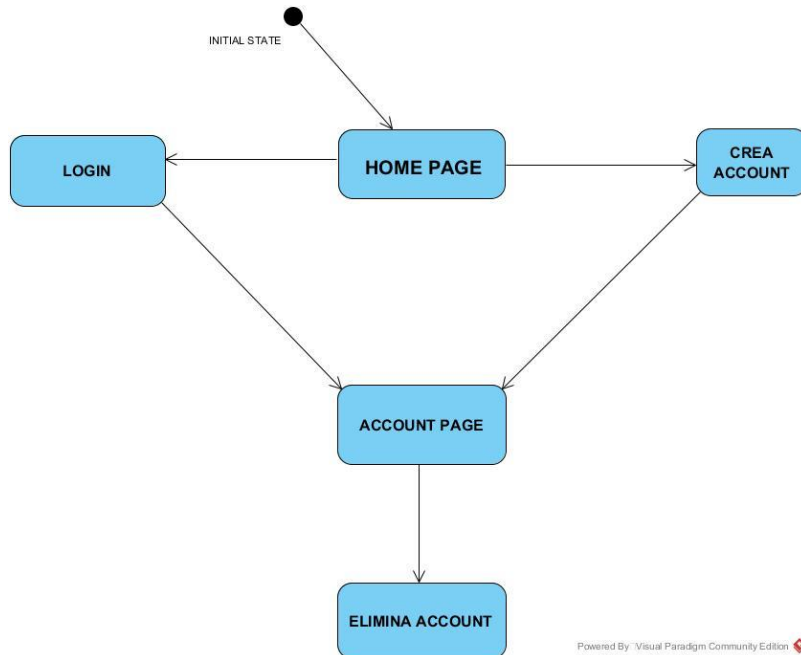 INITIAL STATE
HOME PAGE
LOGIN
CREA
ACCOUNT
ACCOUNT PAGE
ELIMINA ACCOUNT
Powered By Visual Paradigm Community Edition